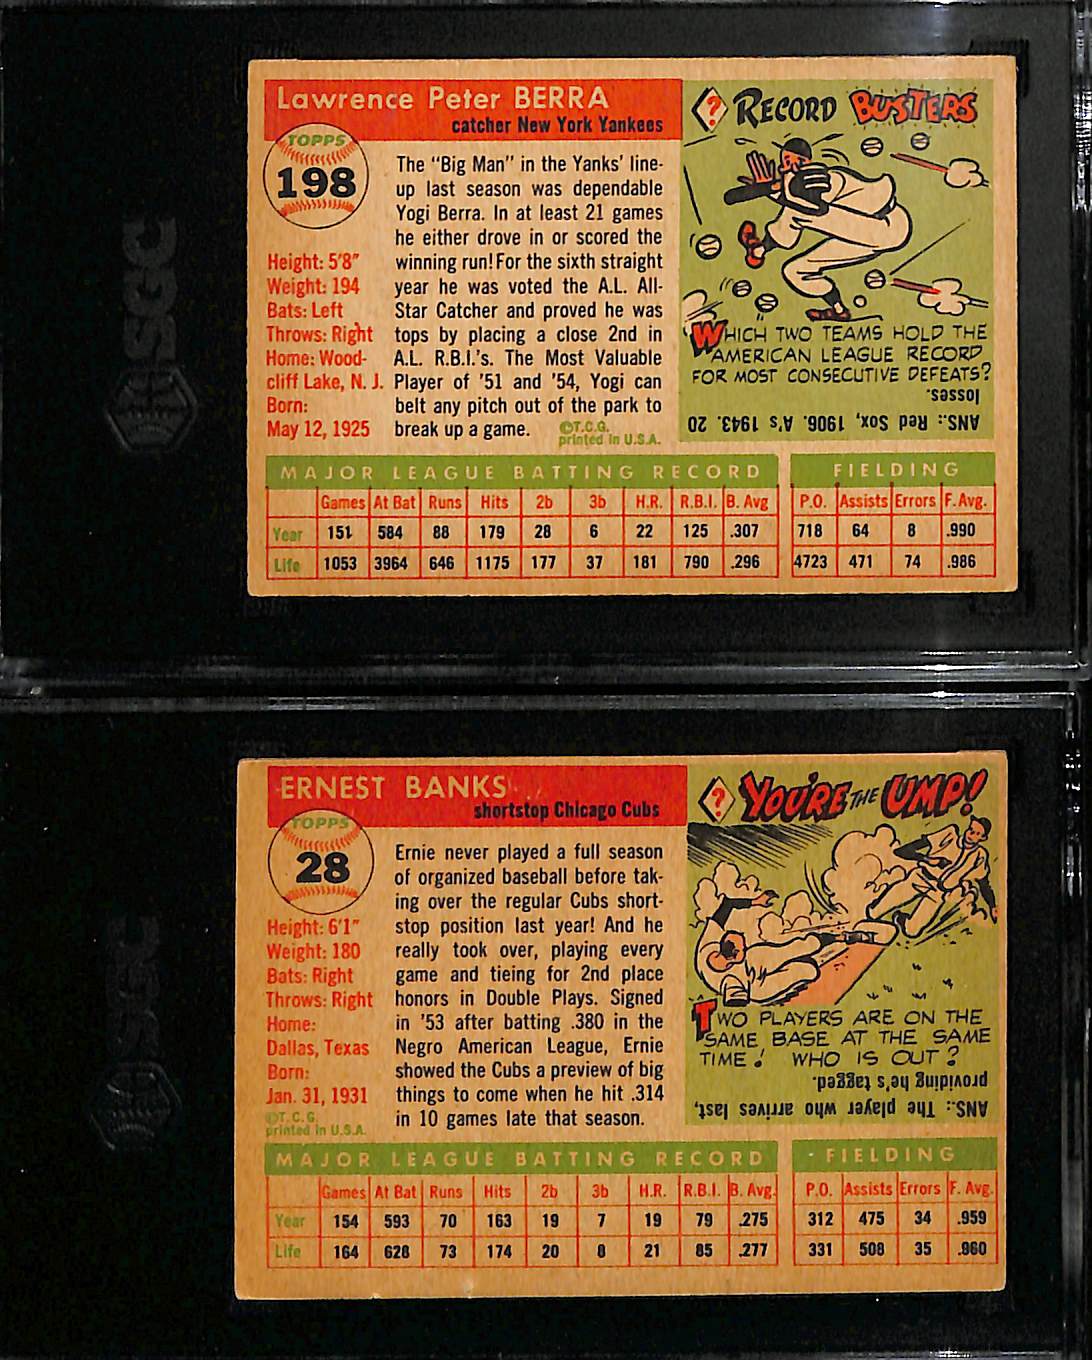 SGC
Lawrence Peter BERRA
catcher New York Yankees
TOPPS
198
Height: 5'8"
Weight: 194
Bats: Left
Throws: Right
Home: Wood-
cliff Lake, N. J.
Born:
May 12, 1925
The "Big Man" in the Yanks' line-
up last season was dependable
Yogi Berra. In at least 21 games
he either drove in or scored the
winning run! For the sixth straight
year he was voted the A.L. All-
Star Catcher and proved he was
tops by placing a close 2nd in
A.L. R.B.I.'s. The Most Valuable
Player of '51 and '54, Yogi can
belt any pitch out of the park to
break up a game.
©T.C.G.
printed in U.S.A.
? RECORD BUSTERS
WHICH TWO TEAMS HOLD THE
AMERICAN LEAGUE RECORD
FOR MOST CONSECUTIVE DEFEATS?
ANS.: Red Sox, 1906. A's 1943. 20
losses.
MAJOR LEAGUE BATTING RECORD FIELDING
Games At Bat Runs Hits 2b 3b H.R. R.B.I. B. Avg P.O. Assists Errors F. Avg.
Year 151 584 88 179 28 6 22 125 .307 718 64 8 .990
Life 1053 3964 646 1175 177 37 181 790 .296 4723 471 74 .986
SGC
ERNEST BANKS
shortstop Chicago Cubs
TOPPS
28
Height: 6'1"
Weight: 180
Bats: Right
Throws: Right
Home:
Dallas, Texas
Born:
Jan. 31, 1931
©T.C.G.
printed in U.S.A.
Ernie never played a full season
of organized baseball before tak-
ing over the regular Cubs short-
stop position last year! And he
really took over, playing every
game and tieing for 2nd place
honors in Double Plays. Signed
in '53 after batting .380 in the
Negro American League, Ernie
showed the Cubs a preview of big
things to come when he hit .314
in 10 games late that season.
? YOU'RE THE UMP!
TWO PLAYERS ARE ON THE
SAME BASE AT THE SAME
TIME! WHO IS OUT?
ANS.: The player who arrives last,
providing he's tagged.
MAJOR LEAGUE BATTING RECORD FIELDING
Games At Bat Runs Hits 2b 3b H.R. R.B.I. B. Avg. P.O. Assists Errors F. Avg.
Year 154 593 70 163 19 7 19 79 .275 312 475 34 .959
Life 164 628 73 174 20 8 21 85 .277 331 508 35 .960